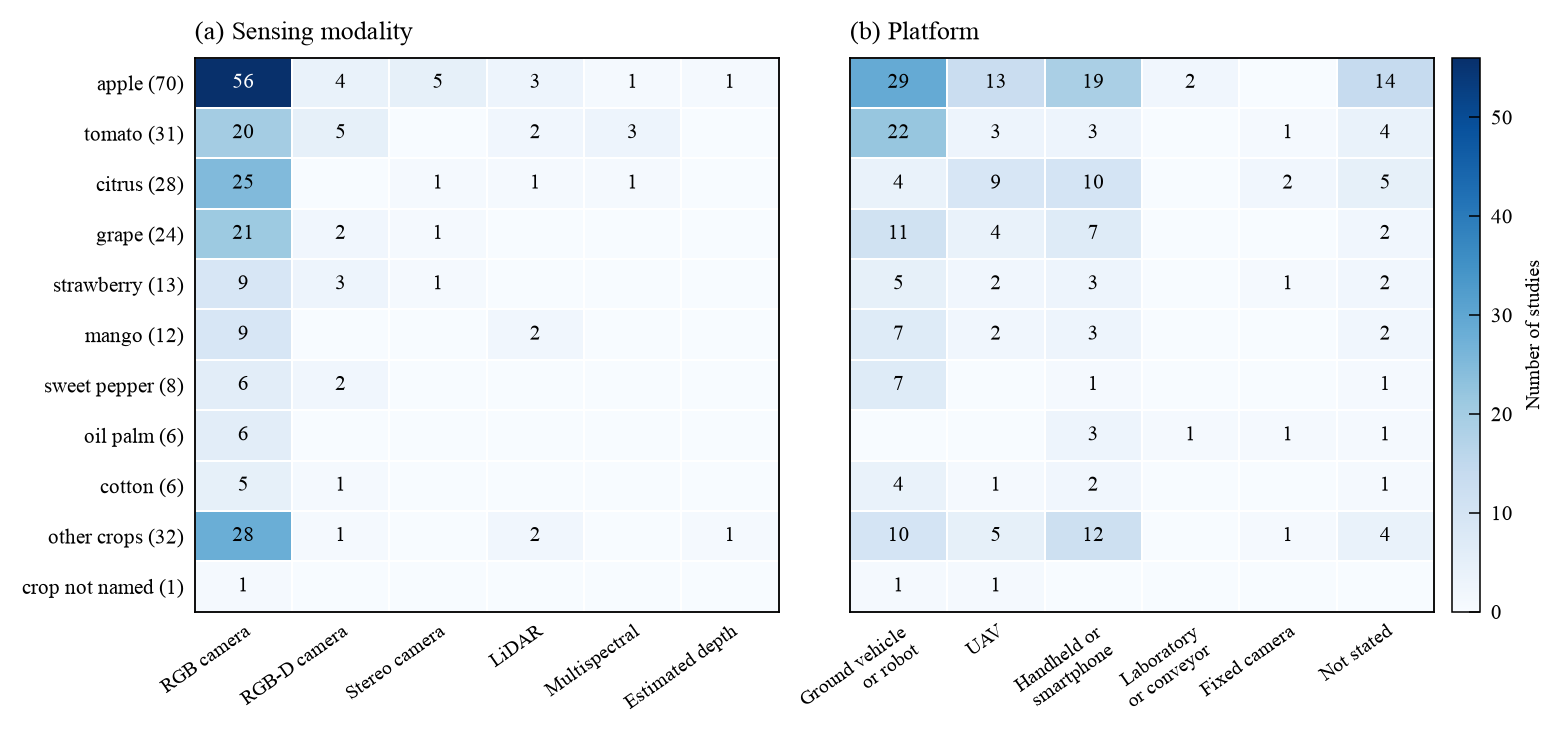 (a) Sensing modality
(b) Platform
apple (70) 56 4 5 3 1 1 29 13 19 2 14
tomato (31) 20 5 2 3 22 3 3 1 4
citrus (28) 25 1 1 1 4 9 10 2 5
grape (24) 21 2 1 11 4 7 2
strawberry (13) 9 3 1 5 2 3 1 2
mango (12) 9 2 7 2 3 2
sweet pepper (8) 6 2 7 1 1
oil palm (6) 6 3 1 1 1
cotton (6) 5 1 4 1 2 1
other crops (32) 28 1 2 1 10 5 12 1 4
crop not named (1) 1 1 1
RGB camera
RGB-D camera
Stereo camera
LiDAR
Multispectral
Estimated depth
Ground vehicle
or robot
UAV
Handheld or
smartphone
Laboratory
or conveyor
Fixed camera
Not stated
50
40
30
20
10
0
Number of studies